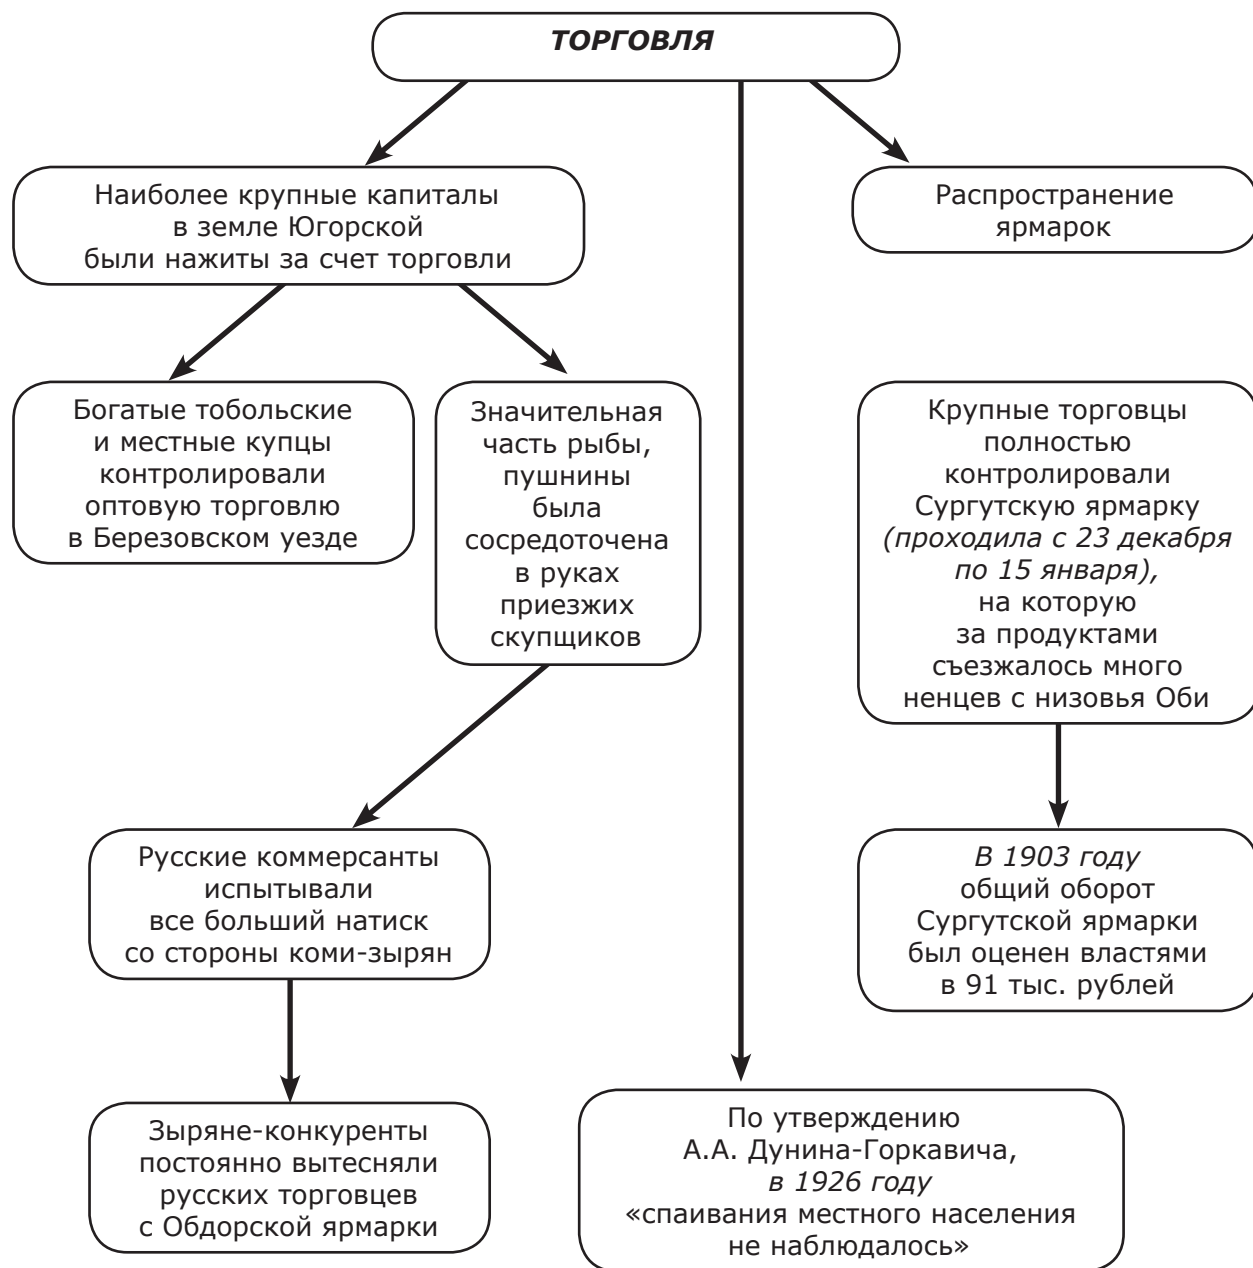 ТОРГОВЛЯ
Наиболее крупные капиталы
в земле Югорской
были нажиты за счет торговли
Распространение
ярмарок
Богатые тобольские
и местные купцы
контролировали
оптовую торговлю
в Березовском уезде
Значительная
часть рыбы,
пушнины
была
сосредоточена
в руках
приезжих
скупщиков
Крупные торговцы
полностью
контролировали
Сургутскую ярмарку
(проходила с 23 декабря
по 15 января),
на которую
за продуктами
съезжалось много
ненцев с низовья Оби
Русские коммерсанты
испытывали
все больший натиск
со стороны коми-зырян
В 1903 году
общий оборот
Сургутской ярмарки
был оценен властями
в 91 тыс. рублей
Зыряне-конкуренты
постоянно вытесняли
русских торговцев
с Обдорской ярмарки
По утверждению
А.А. Дунина-Горкавича,
в 1926 году
«спаивания местного населения
не наблюдалось»